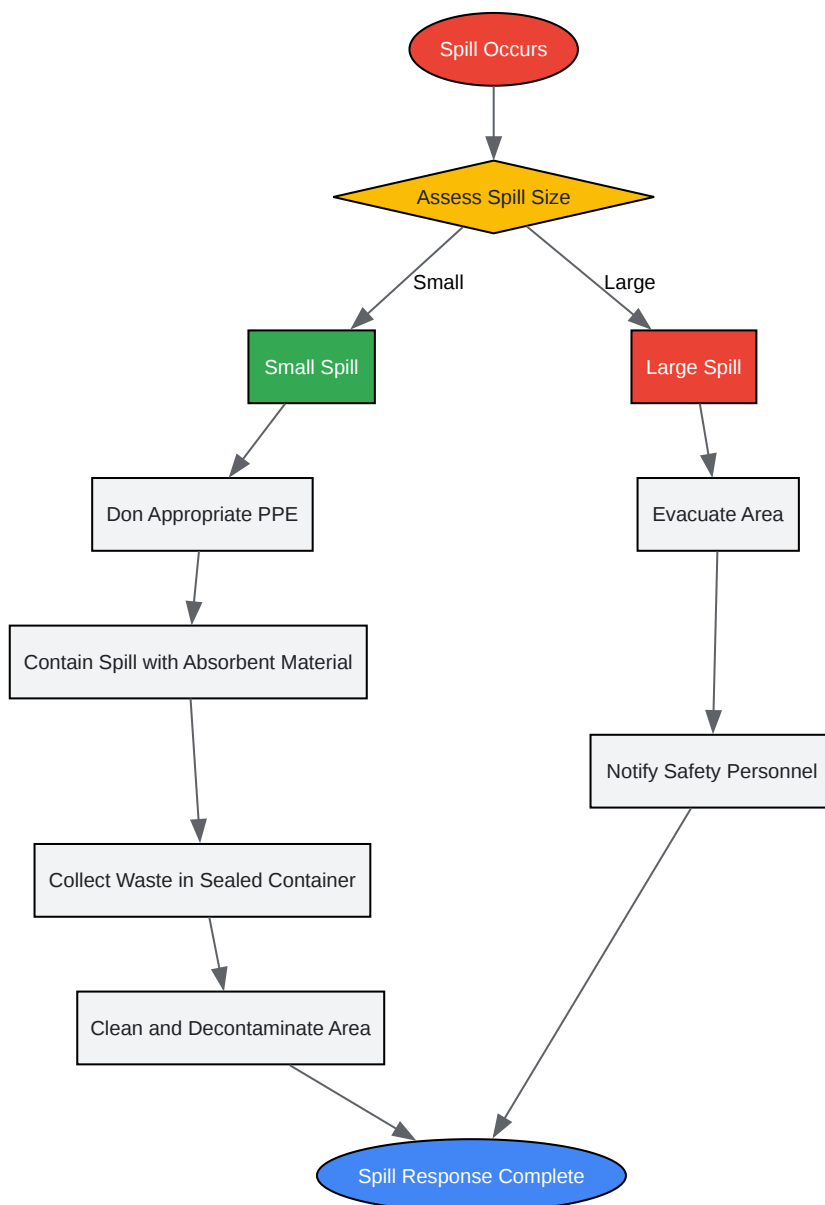 Spill Occurs
Assess Spill Size
Small
Large
Small Spill
Large Spill
Don Appropriate PPE
Evacuate Area
Contain Spill with Absorbent Material
Notify Safety Personnel
Collect Waste in Sealed Container
Clean and Decontaminate Area
Spill Response Complete